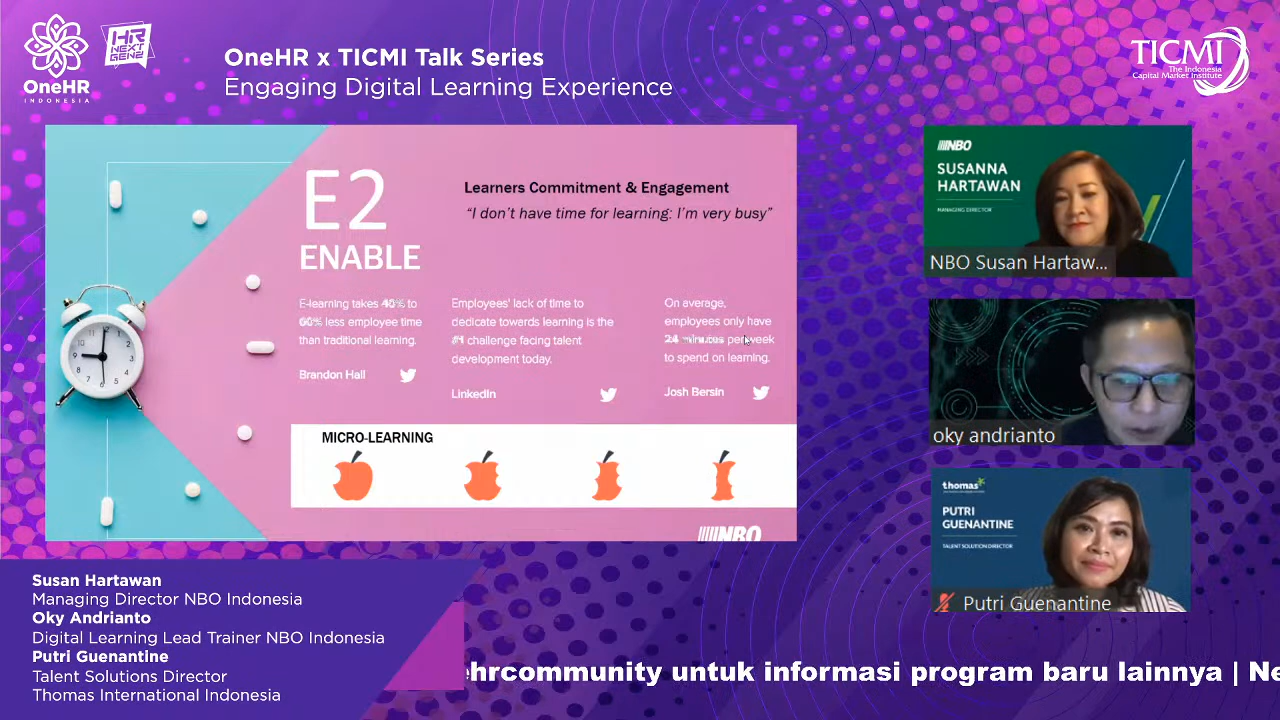 OneHR
INDONESIA
HR
NEXT
GEN
OneHR x TICMI Talk Series
Engaging Digital Learning Experience
TICMI
The Indonesia
Capital Market Institute
E2
ENABLE
Learners Commitment & Engagement
“I don’t have time for learning: I’m very busy”
E-learning takes 40% to
60% less employee time
than traditional learning.
Brandon Hall
Employees' lack of time to
dedicate towards learning is the
#1 challenge facing talent
development today.
LinkedIn
On average,
employees only have
24 minutes per week
to spend on learning.
Josh Bersin
MICRO-LEARNING
NBO
NBO
SUSANNA
HARTAWAN
MANAGING DIRECTOR
NBO Susan Hartaw...
oky andrianto
thomas
PUTRI
GUENANTINE
TALENT SOLUTION DIRECTOR
Putri Guenantine
Susan Hartawan
Managing Director NBO Indonesia
Oky Andrianto
Digital Learning Lead Trainer NBO Indonesia
Putri Guenantine
Talent Solutions Director
Thomas International Indonesia
ehrcommunity untuk informasi program baru lainnya | Ne